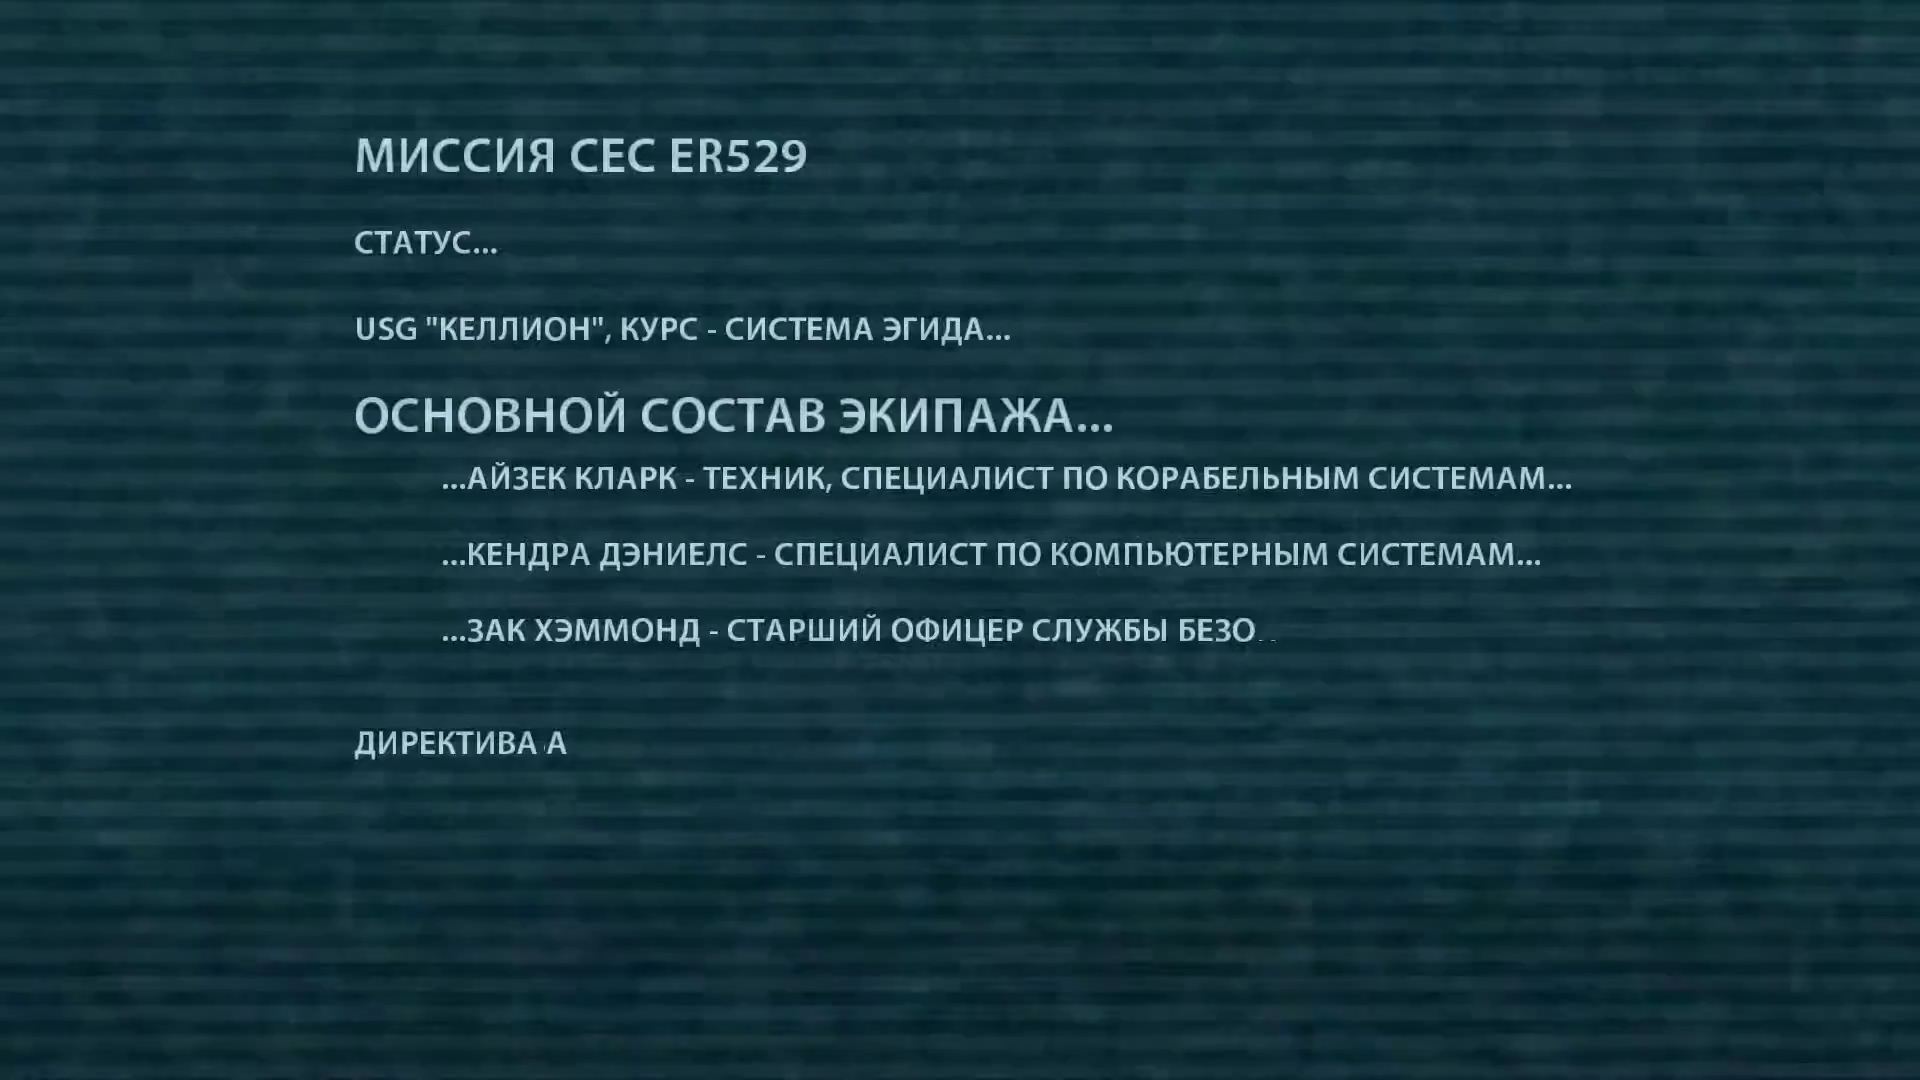 МИССИЯ CEC ER529
СТАТУС...
USG "КЕЛЛИОН", КУРС - СИСТЕМА ЭГИДА...
ОСНОВНОЙ СОСТАВ ЭКИПАЖА...
...АЙЗЕК КЛАРК - ТЕХНИК, СПЕЦИАЛИСТ ПО КОРАБЕЛЬНЫМ СИСТЕМАМ...
...КЕНДРА ДЭНИЕЛС - СПЕЦИАЛИСТ ПО КОМПЬЮТЕРНЫМ СИСТЕМАМ...
...ЗАК ХЭММОНД - СТАРШИЙ ОФИЦЕР СЛУЖБЫ БЕЗО
ДИРЕКТИВА А